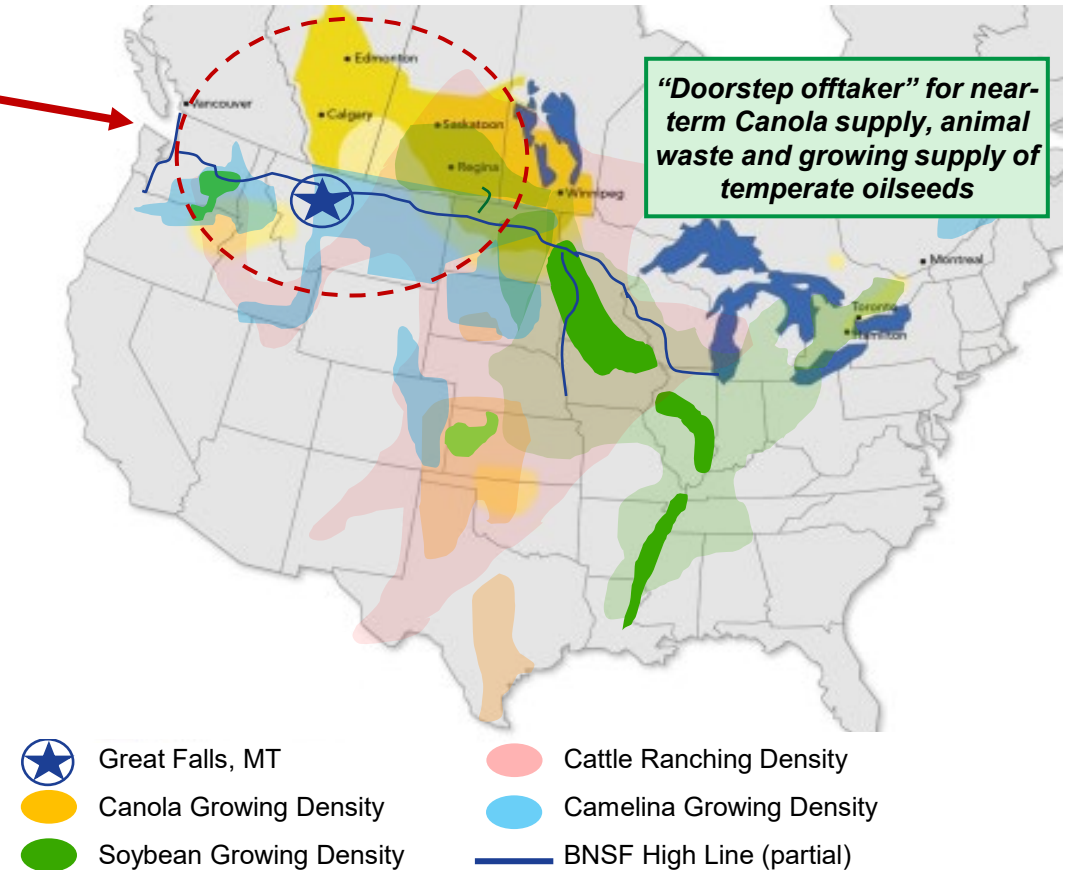 Edmonton
Vancouver
Calgary
Saskatoon
Regina
Winnipeg
“Doorstep offtaker” for near-
term Canola supply, animal
waste and growing supply of
temperate oilseeds
Montreal
Toronto
Hamilton
Great Falls, MT
Cattle Ranching Density
Canola Growing Density
Camelina Growing Density
Soybean Growing Density
BNSF High Line (partial)